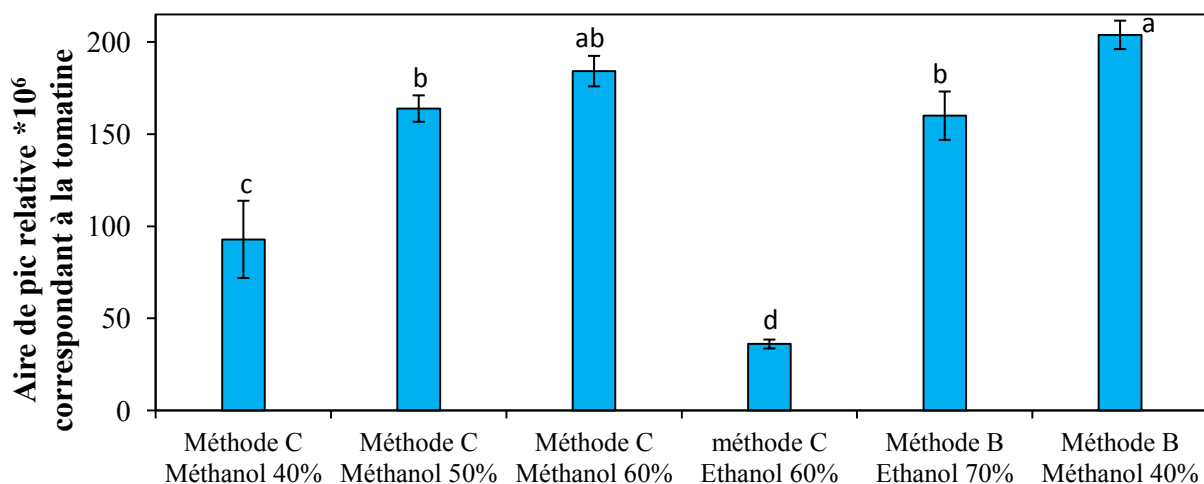 Aire de pic relative *10⁶
correspondant à la tomatine
200
150
100
50
0
c
b
ab
d
b
a
Méthode C
Méthanol 40%
Méthode C
Méthanol 50%
Méthode C
Méthanol 60%
méthode C
Ethanol 60%
Méthode B
Ethanol 70%
Méthode B
Méthanol 40%